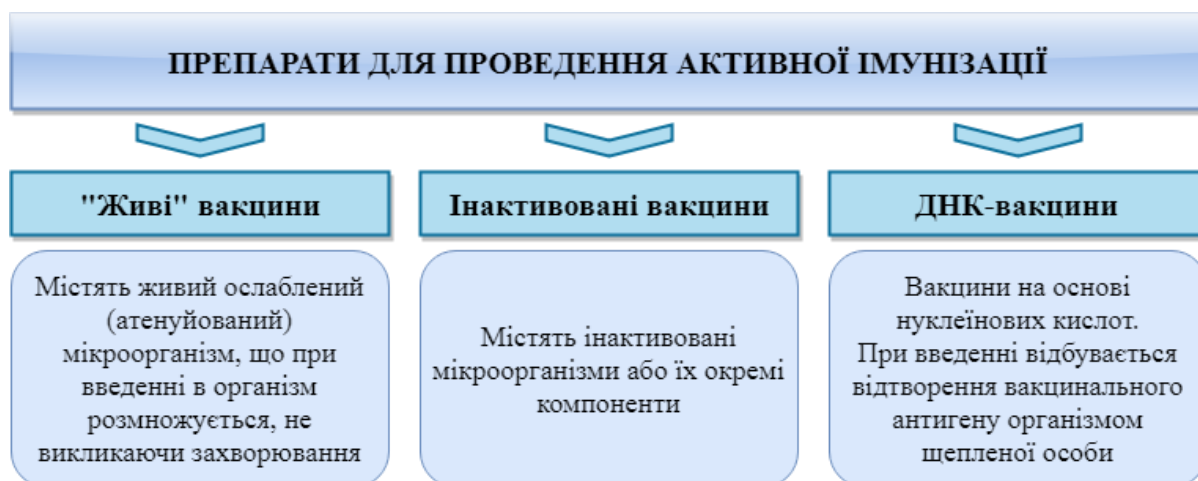 ПРЕПАРАТИ ДЛЯ ПРОВЕДЕННЯ АКТИВНОЇ ІМУНІЗАЦІЇ
"Живі" вакцини
Містять живий ослаблений
(атенуйований)
мікроорганізм, що при
введенні в організм
розмножується, не
викликаючи захворювання
Інактивовані вакцини
Містять інактивовані
мікроорганізми або їх окремі
компоненти
ДНК-вакцини
Вакцини на основі
нуклеїнових кислот.
При введенні відбувається
відтворення вакцинального
антигену організмом
щепленої особи